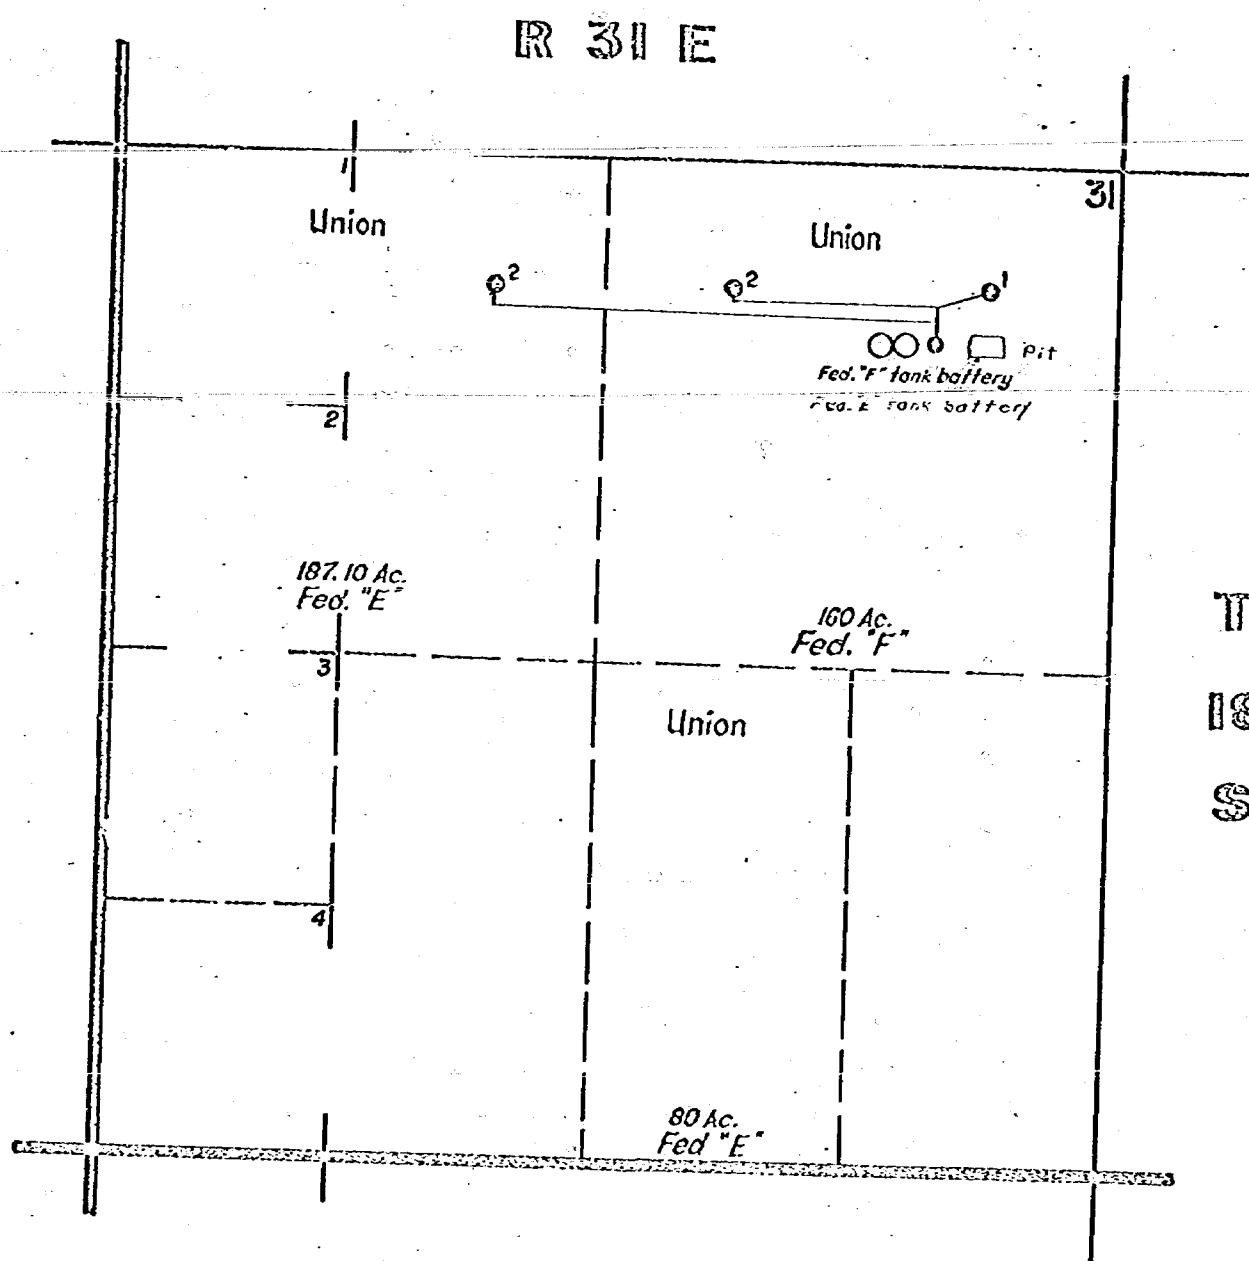 R 31 E
1
31
Union
Union
2
2
1
Pit
Fed. "F" tank battery
Fed. E tank battery
2
187.10 Ac.
Fed. "E"
160 Ac.
Fed. "F"
3
Union
T
18
S
4
80 Ac.
Fed "E"